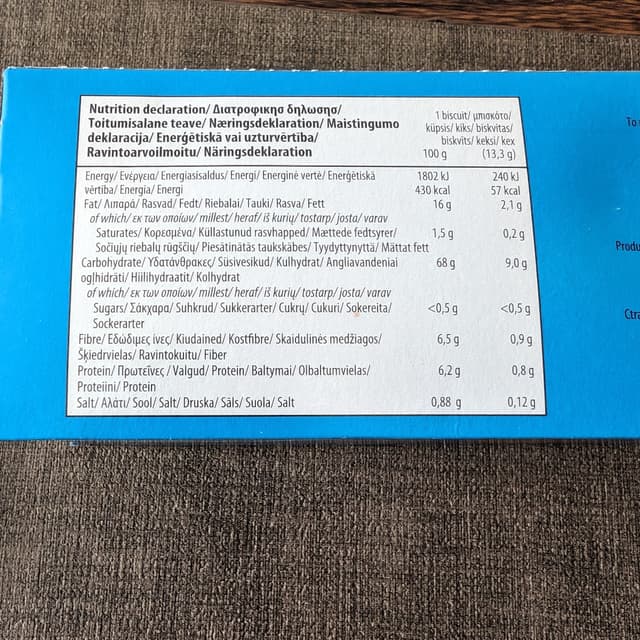 Nutrition declaration/ Διατροφικησ δηλωσησ/
Toitumisalane teave/ Næringsdeklaration/ Maistingumo
deklaracija/ Enerģētiskā vai uzturvērtība/
Ravintoarvoilmoitu/ Näringsdeklaration
1 biscuit/ μπισκότο/
küpsis/ kiks/ biskvitas/
biskvīts/ keksi/ kex
100 g (13,3 g)
Energy/ Ενέργεια/ Energiasisaldus/ Energi/ Energinė vertė/ Enerģētiskā 1802 kJ 240 kJ
vērtība/ Energia/ Energi 430 kcal 57 kcal
Fat/ Λιπαρά/ Rasvad/ Fedt/ Riebalai/ Tauki/ Rasva/ Fett 16 g 2,1 g
of which/ εκ των οποίων/ millest/ heraf/ iš kurių/ tostarp/ josta/ varav
Saturates/ Κορεσμένα/ Küllastunud rasvhapped/ Mættede fedtsyrer/ 1,5 g 0,2 g
Sočiųjų riebalų rūgščių/ Piesātinātās taukskābes/ Tyydyttynyttä/ Mättat fett
Carbohydrate/ Υδατάνθρακες/ Süsivesikud/ Kulhydrat/ Angliavandeniai 68 g 9,0 g
ogļhidrāti/ Hiilihydraatit/ Kolhydrat
of which/ εκ των οποίων/ millest/ heraf/ iš kurių/ tostarp/ josta/ varav
Sugars/ Σάκχαρα/ Suhkrud/ Sukkerarter/ Cukrų/ Cukuri/ Sokereita/ <0,5 g <0,5 g
Sockerarter
Fibre/ Εδώδιμες ίνες/ Kiudained/ Kostfibre/ Skaidulinės medžiagos/ 6,5 g 0,9 g
Šķiedrvielas/ Ravintokuitu/ Fiber
Protein/ Πρωτεΐνες/ Valgud/ Protein/ Baltymai/ Olbaltumvielas/ 6,2 g 0,8 g
Proteiini/ Protein
Salt/ Αλάτι/ Sool/ Salt/ Druska/ Sāls/ Suola/ Salt 0,88 g 0,12 g